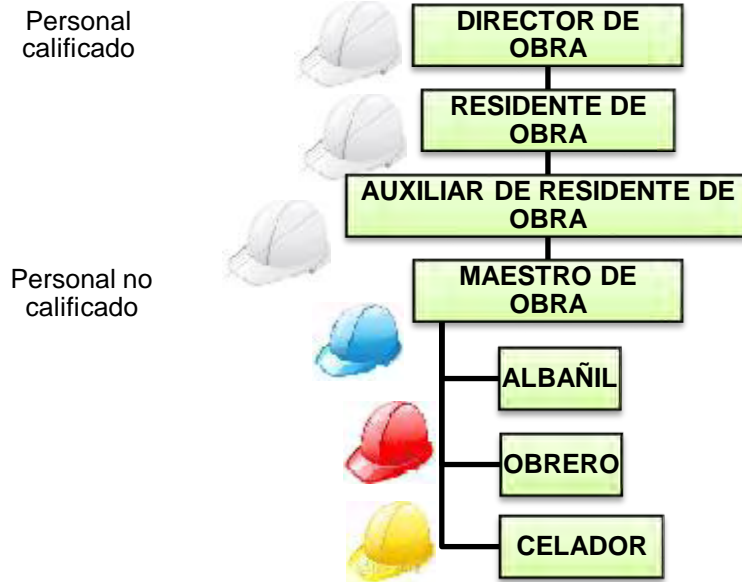 Personal
calificado
DIRECTOR DE
OBRA
RESIDENTE DE
OBRA
AUXILIAR DE RESIDENTE DE
OBRA
Personal no
calificado
MAESTRO DE
OBRA
ALBAÑIL
OBRERO
CELADOR